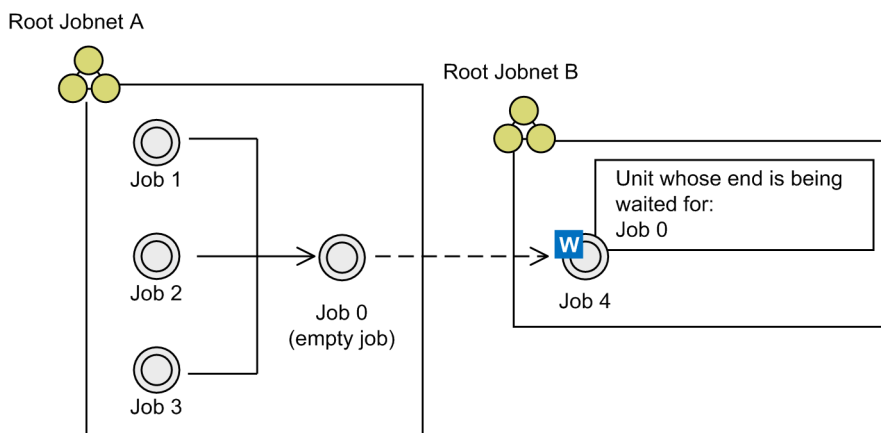 Root Jobnet A
Root Jobnet B
Job 1
Unit whose end is being
waited for:
Job 0
W
Job 2
Job 4
Job 0
(empty job)
Job 3